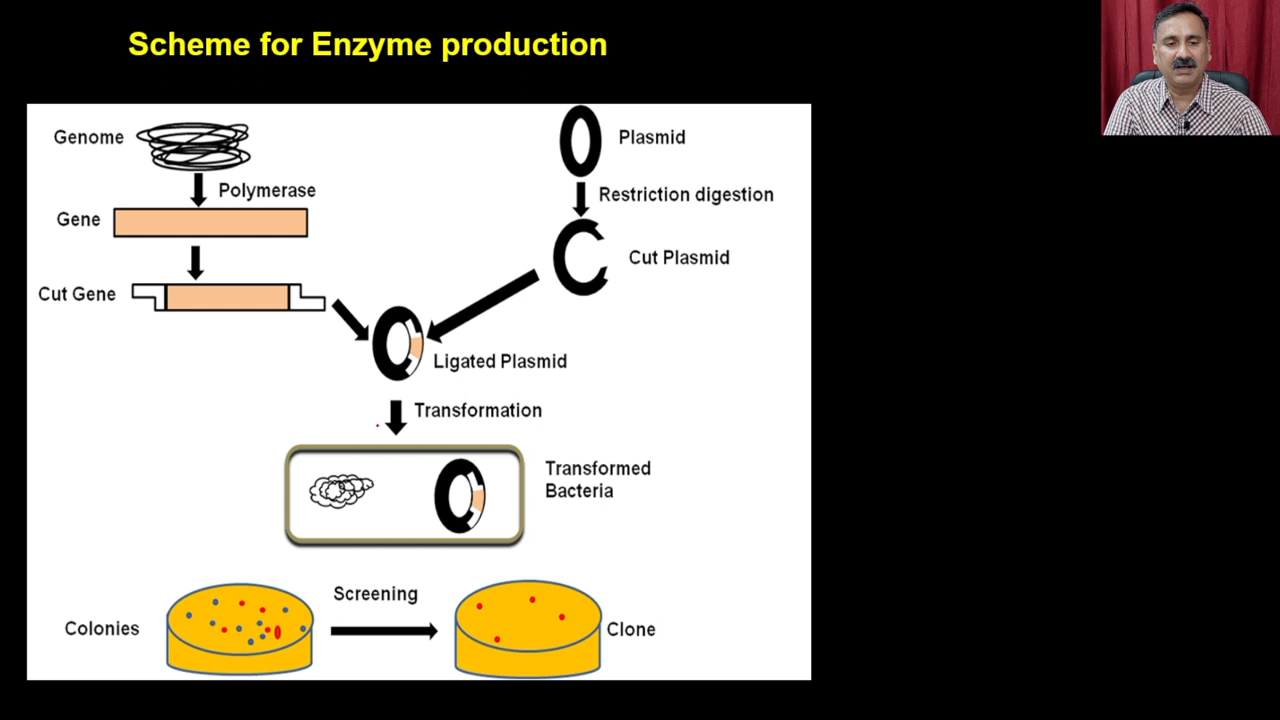 Scheme for Enzyme production
Genome
Polymerase
Gene
Cut Gene
Plasmid
Restriction digestion
Cut Plasmid
Ligated Plasmid
Transformation
Transformed
Bacteria
Screening
Colonies
Clone